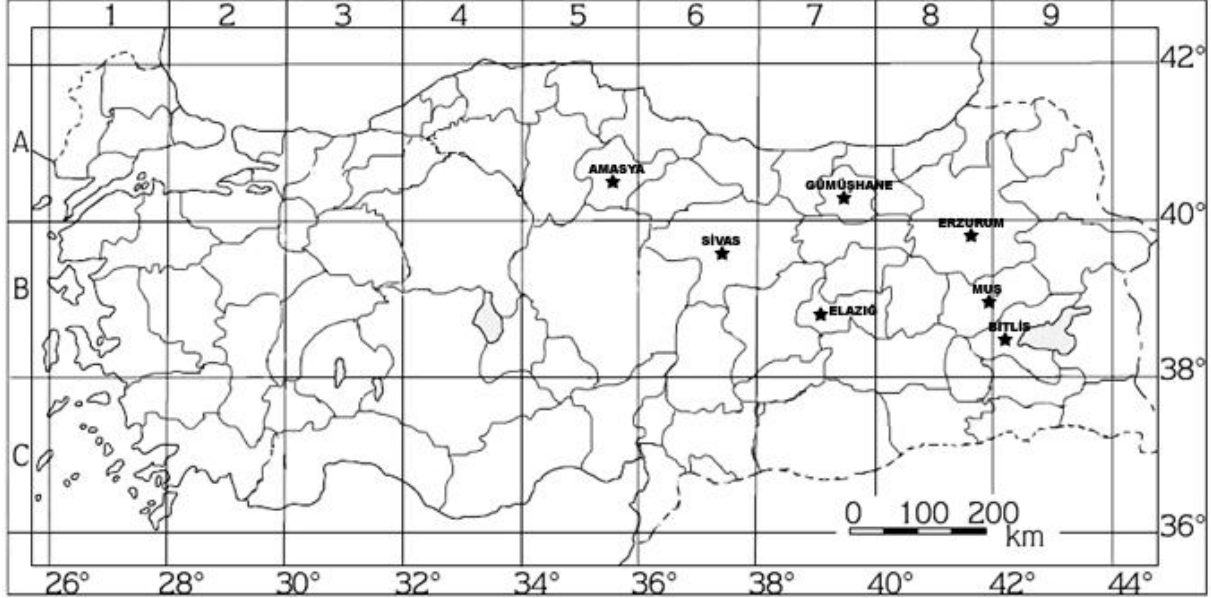 1 2 3 4 5 6 7 8 9
42°
A
AMASYA
GÜMÜŞHANE
40°
ERZURUM
SİVAS
B
MUŞ
ELAZIĞ
BİTLİS
38°
C
0 100 200
km
36°
26° 28° 30° 32° 34° 36° 38° 40° 42° 44°